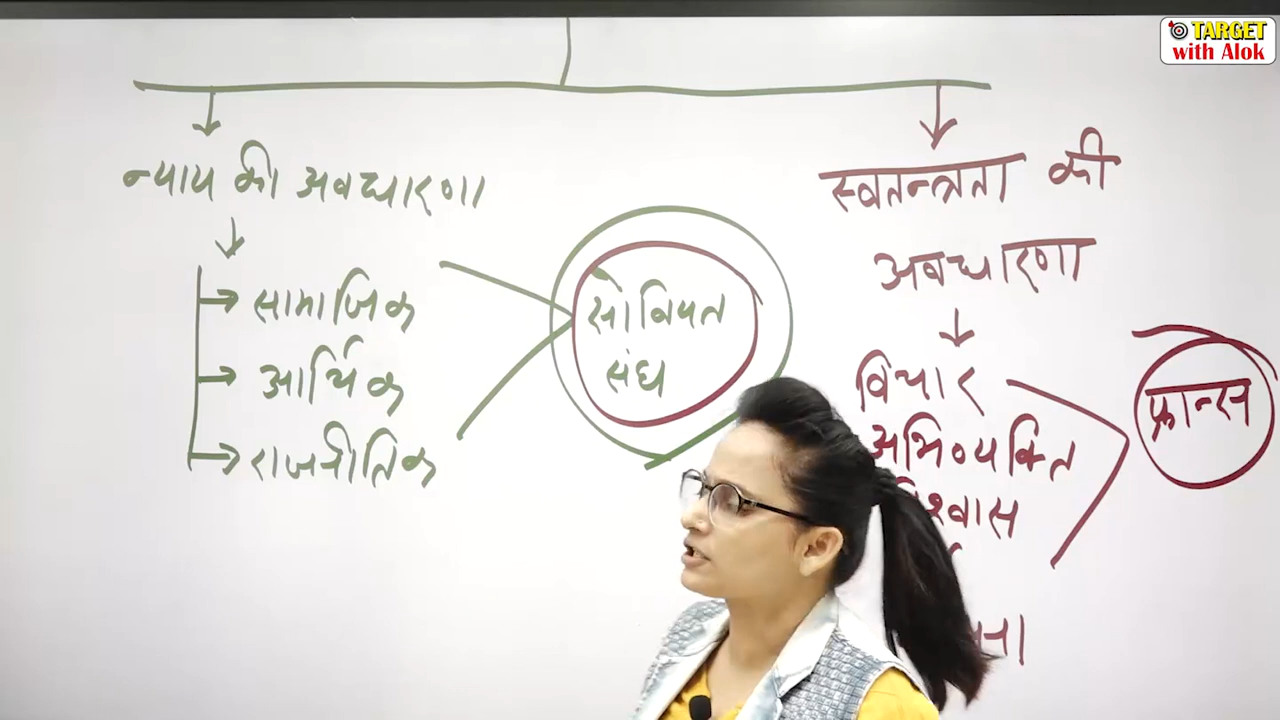 TARGET
with Alok
न्याय की अवधारणा
सामाजिक
आर्थिक
राजनीतिक
सोवियत
संघ
स्वतन्त्रता की
अवधारणा
विचार
अभिव्यक्ति
फ्रान्स